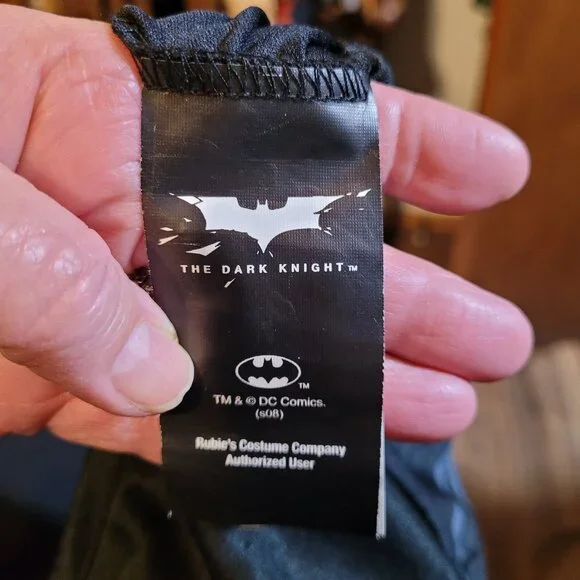 THE DARK KNIGHT™
™
TM & © DC Comics.
(s08)
Rubie's Costume Company
Authorized User